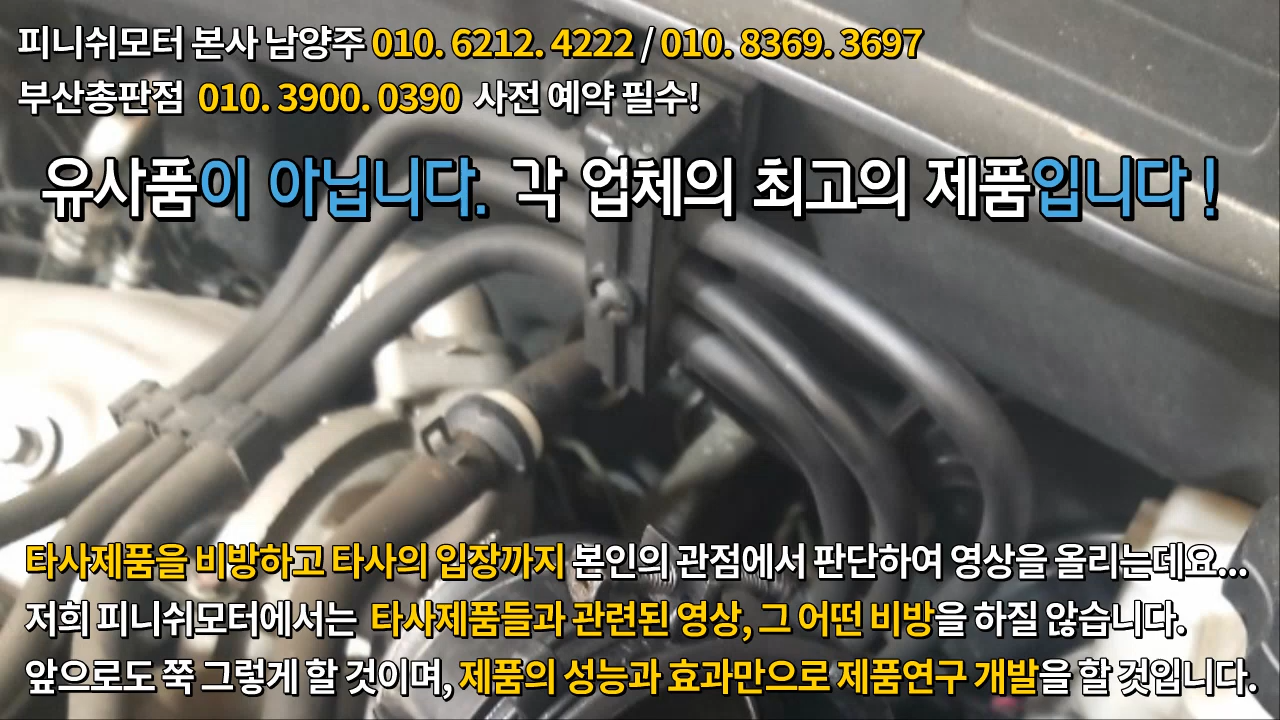 피니쉬모터 본사 남양주 010. 6212. 4222 / 010. 8369. 3697
부산총판점 010. 3900. 0390 사전 예약 필수!
유사품이 아닙니다. 각 업체의 최고의 제품입니다 !
타사제품을 비방하고 타사의 입장까지 본인의 관점에서 판단하여 영상을 올리는데요...
저희 피니쉬모터에서는 타사제품들과 관련된 영상, 그 어떤 비방을 하질 않습니다.
앞으로도 쭉 그렇게 할 것이며, 제품의 성능과 효과만으로 제품연구 개발을 할 것입니다.